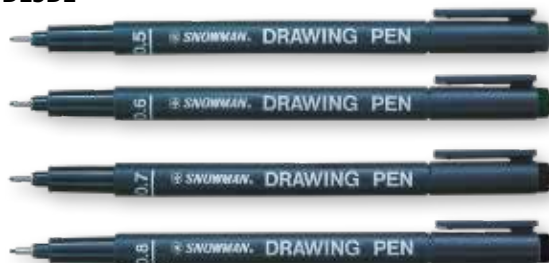 0.5 SNOWMAN. DRAWING PEN
0.6 SNOWMAN. DRAWING PEN
0.7 SNOWMAN. DRAWING PEN
0.8 SNOWMAN. DRAWING PEN